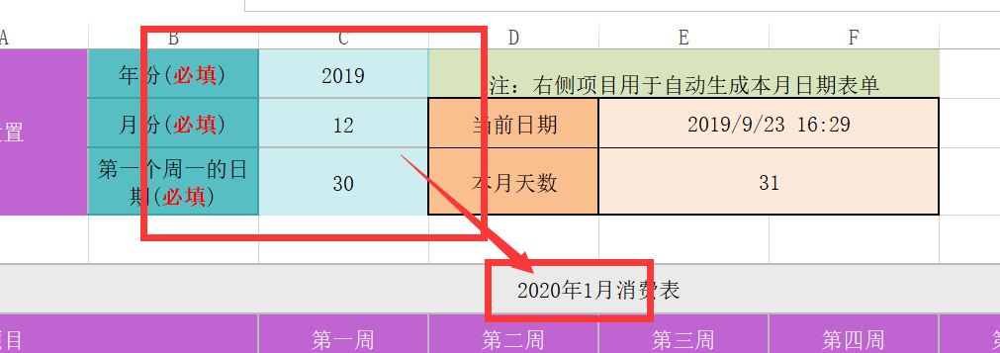 A B C D E F
年份(必填) 2019 注：右侧项目用于自动生成本月日期表单
置 月份(必填) 12 当前日期 2019/9/23 16:29
第一个周一的日
期(必填) 30 本月天数 31
2020年1月消费表
目 第一周 第二周 第三周 第四周